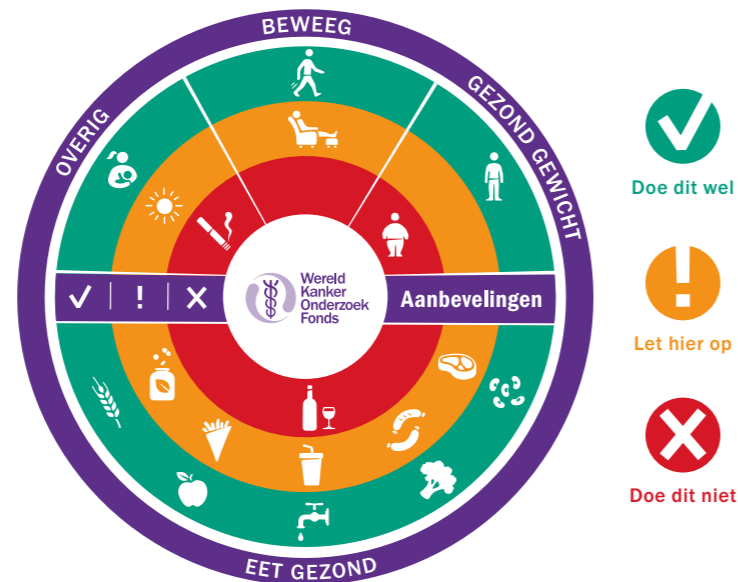 BEWEEG
OVERIG
GEZOND GEWICHT
Wereld
Kanker
Onderzoek
Fonds
Aanbevelingen
EET GEZOND
Doe dit wel
Let hier op
Doe dit niet